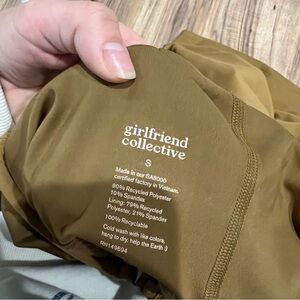 girlfriend
collective
S
Made in our SA8000
certified factory in Vietnam.
90% Recycled Polyester
10% Spandex
Lining: 79% Recycled
Polyester, 21% Spandex
100% Recyclable
Cold wash with like colors,
hang to dry, help the Earth :)
RN149694